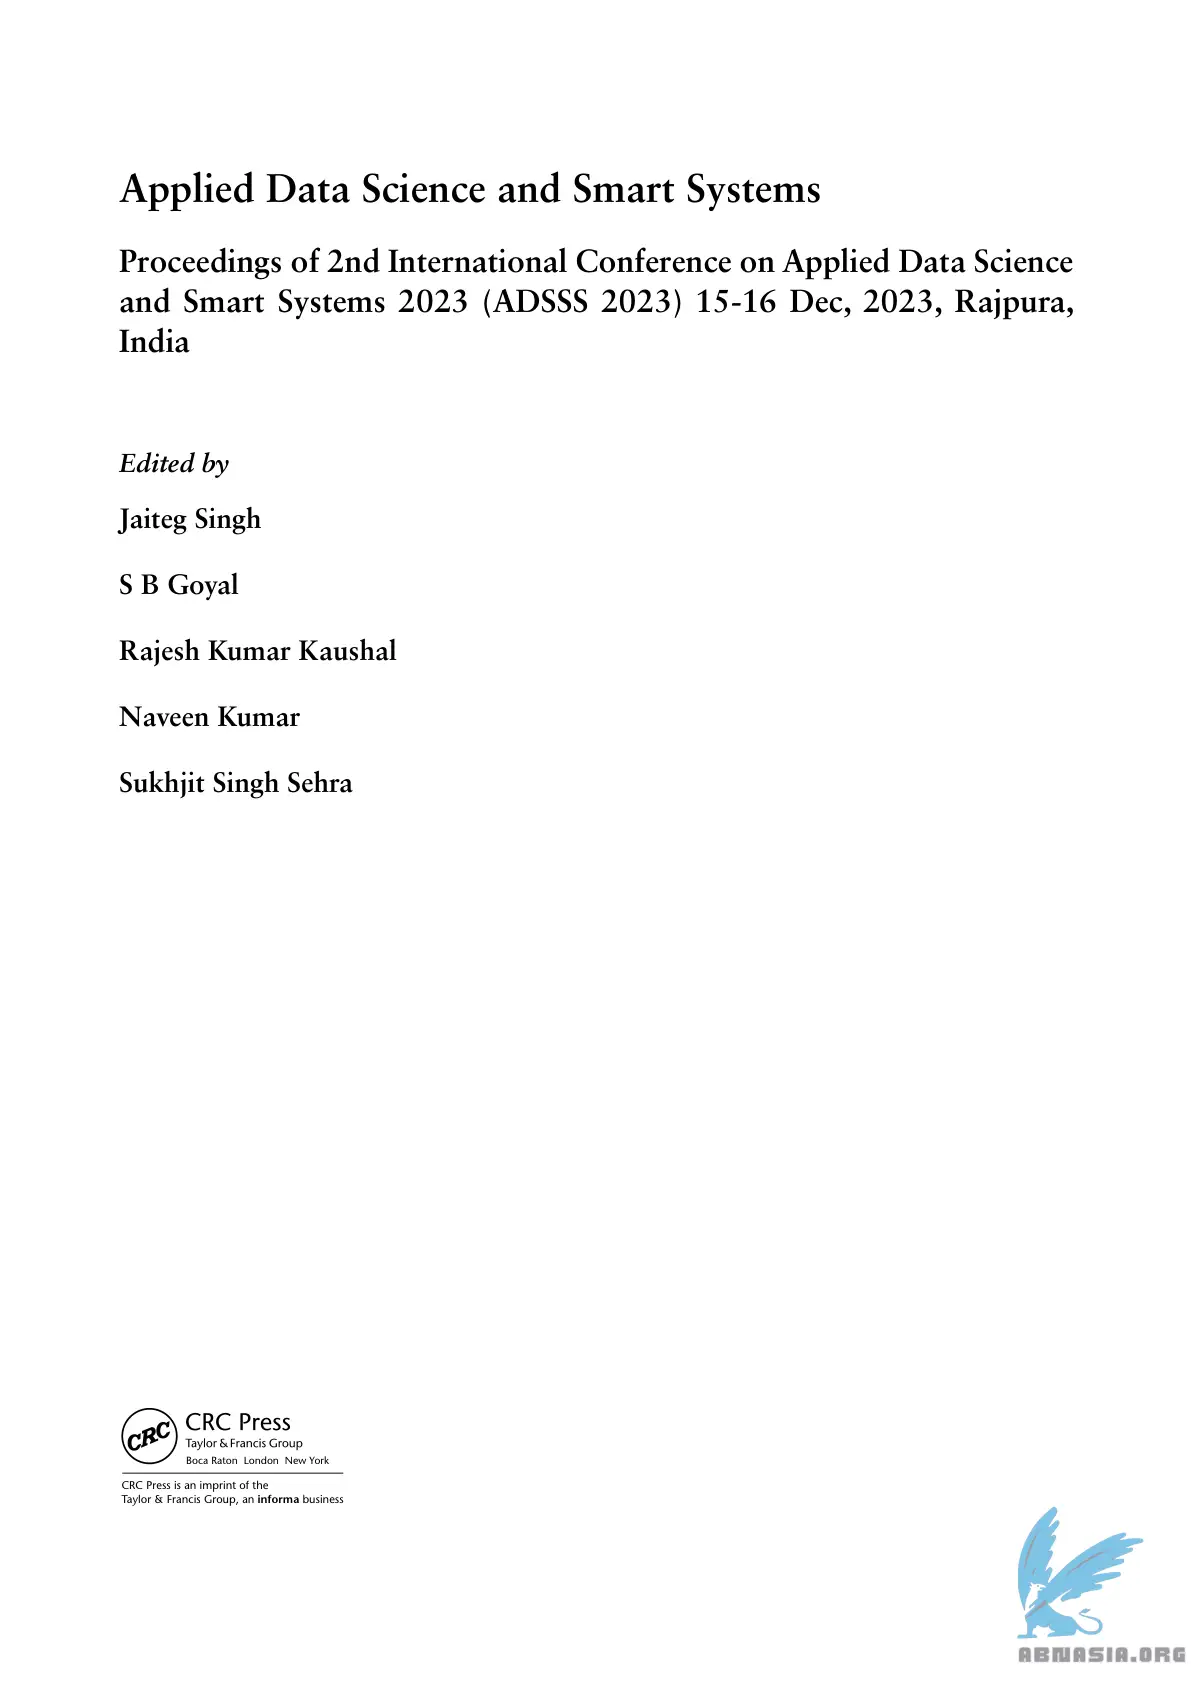 Applied Data Science and Smart Systems
Proceedings of 2nd International Conference on Applied Data Science
and Smart Systems 2023 (ADSSS 2023) 15-16 Dec, 2023, Rajpura,
India
Edited by
Jaiteg Singh
S B Goyal
Rajesh Kumar Kaushal
Naveen Kumar
Sukhjit Singh Sehra
CRC
CRC Press
Taylor & Francis Group
Boca Raton London New York
CRC Press is an imprint of the
Taylor & Francis Group, an informa business
ABNASIA.ORG